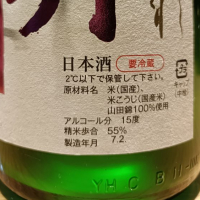 日本酒 要冷蔵
2℃以下で保管して下さい。
原材料名 米(国産)、
米こうじ(国産米)
山田錦100%使用
アルコール分 15度
精米歩合 55%
製造年月 7.2